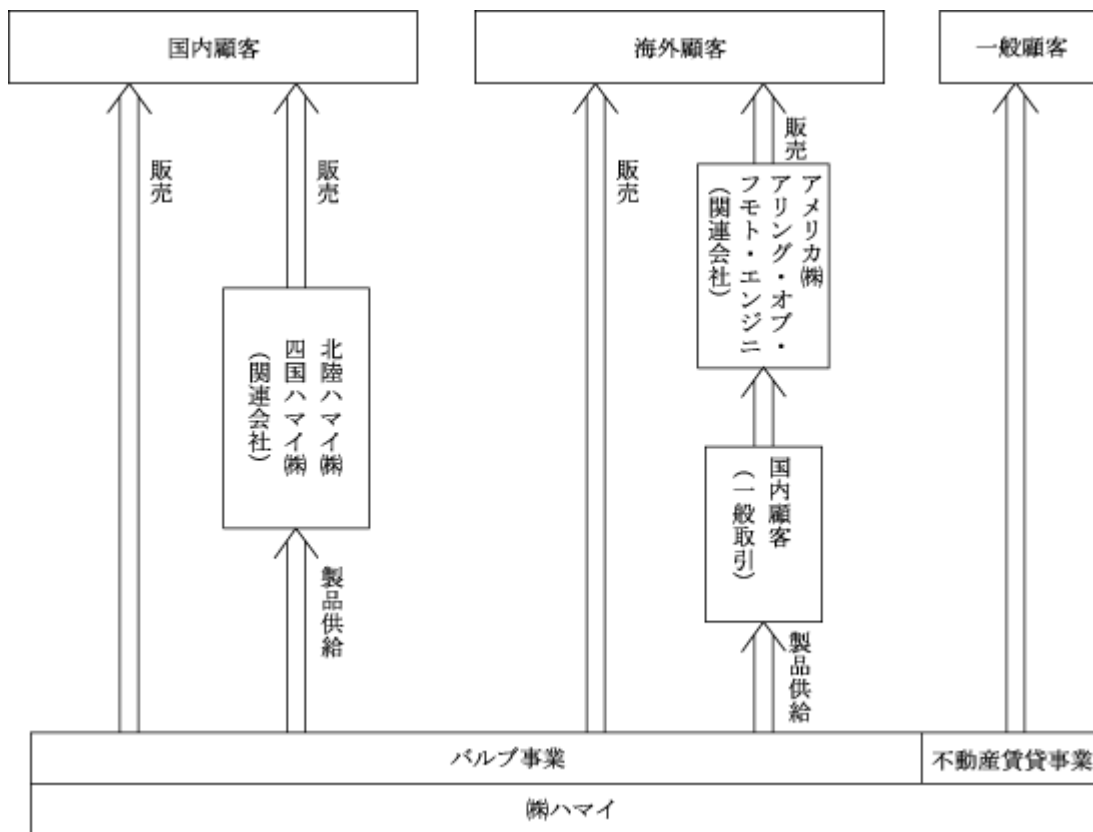 国内顧客
海外顧客
一般顧客
販売
販売
販売
販売
アメリカ㈱
アリング・オブ・
フモト・エンジニ
(関連会社)
北陸ハマイ㈱
四国ハマイ㈱
(関連会社)
国内顧客
(一般取引)
製品供給
製品供給
バルブ事業
不動産賃貸事業
㈱ハマイ